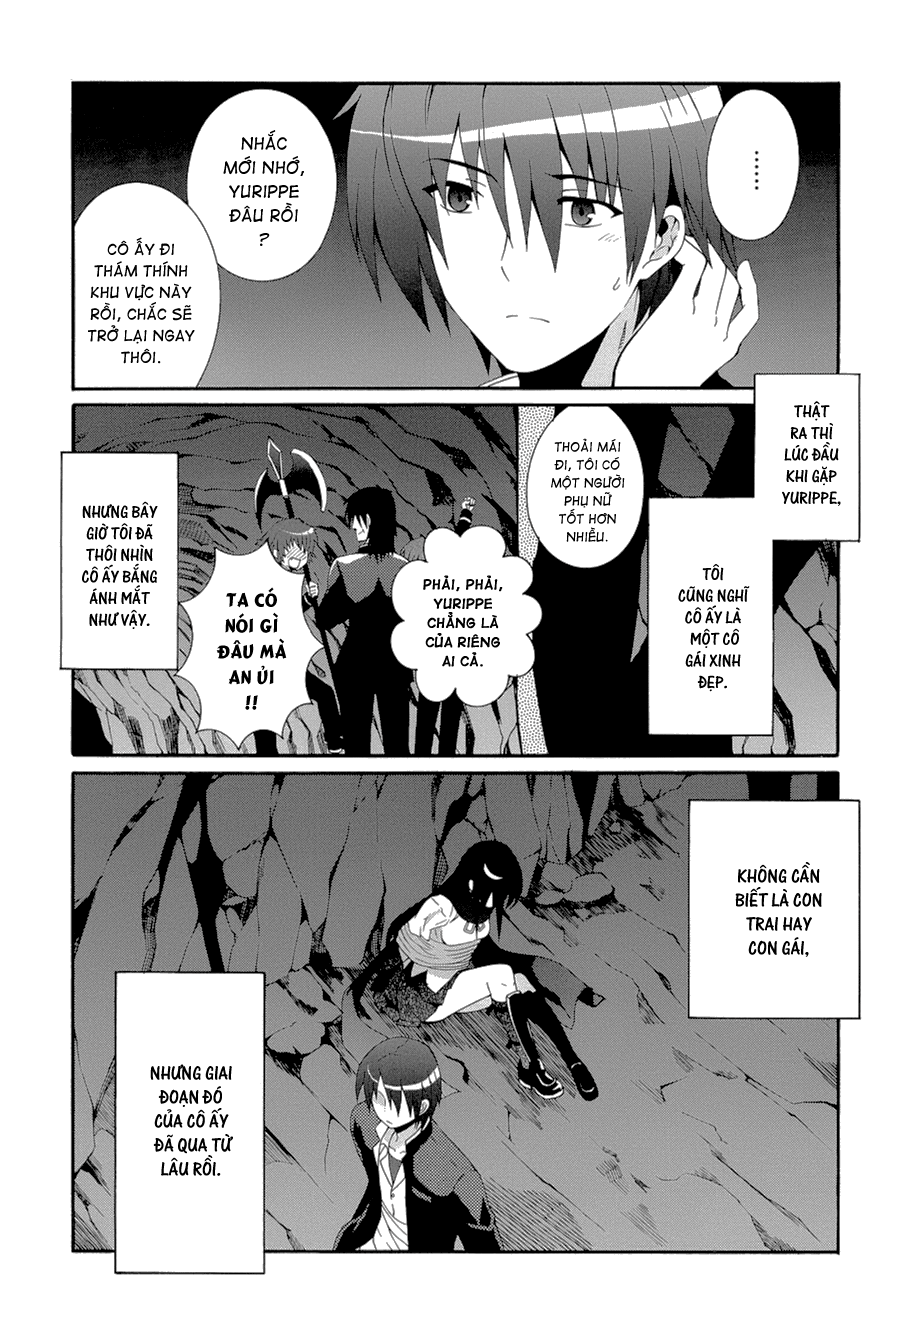 ......
NHẮC
MỚI NHỚ,
YURIPPE
ĐÂU RỒI
?
CÔ ẤY ĐI
THÁM THÍNH
KHU VỰC NÀY
RỒI, CHẮC SẼ
TRỞ LẠI NGAY
THÔI.
THẬT
RA THÌ
LÚC ĐẦU
KHI GẶP
YURIPPE,
THOẢI MÁI
ĐI, TÔI CÓ
MỘT NGƯỜI
PHỤ NỮ
TỐT HƠN
NHIỀU.
TÔI
CŨNG NGHĨ
CÔ ẤY LÀ
MỘT CÔ
GÁI XINH
ĐẸP.
PHẢI, PHẢI,
YURIPPE
CHẲNG LÀ
CỦA RIÊNG
AI CẢ.
TA CÓ
NÓI GÌ
ĐÂU MÀ
AN ỦI
!!
NHƯNG BÂY
GIỜ TÔI ĐÃ
THÔI NHÌN
CÔ ẤY BẰNG
ÁNH MẮT
NHƯ VẬY.
KHÔNG CẦN
BIẾT LÀ CON
TRAI HAY
CON GÁI,
NHƯNG GIAI
ĐOẠN ĐÓ
CỦA CÔ ẤY
ĐÃ QUA TỪ
LÂU RỒI.